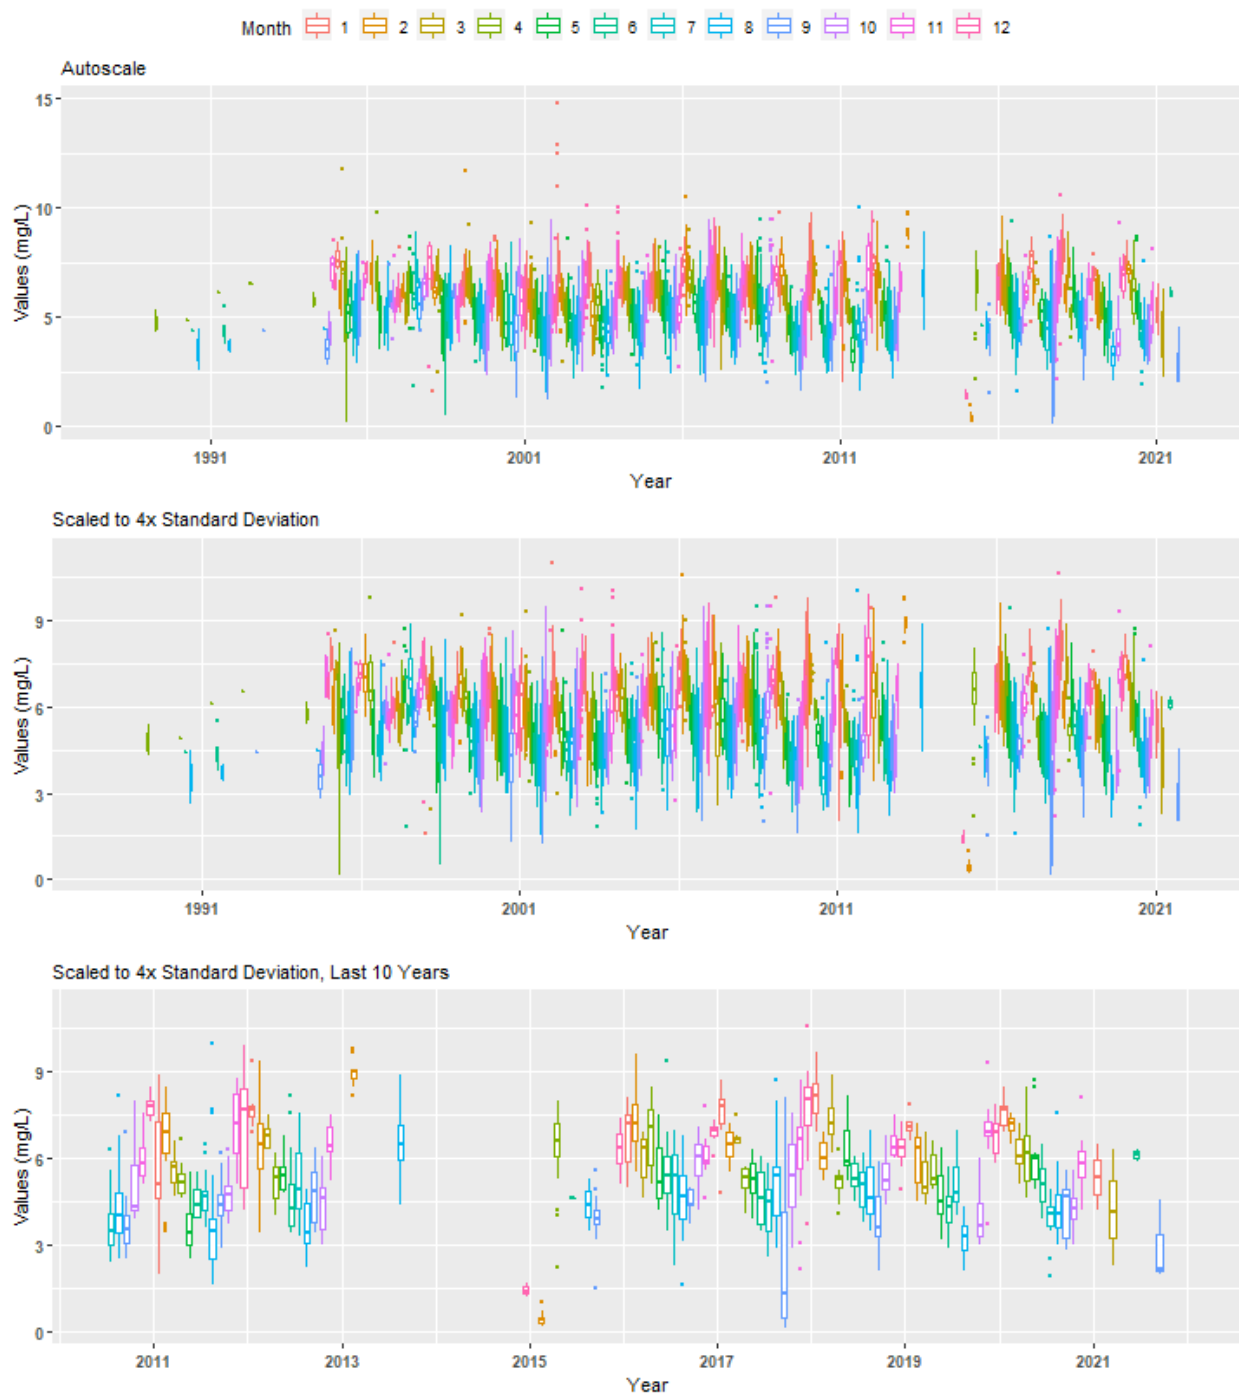 Month 1 2 3 4 5 6 7 8 9 10 11 12
Autoscale
15
10
5
0
Values (mg/L)
1991 2001 2011 2021
Year
Scaled to 4x Standard Deviation
9
6
3
0
Values (mg/L)
1991 2001 2011 2021
Year
Scaled to 4x Standard Deviation, Last 10 Years
9
6
3
0
Values (mg/L)
2011 2013 2015 2017 2019 2021
Year